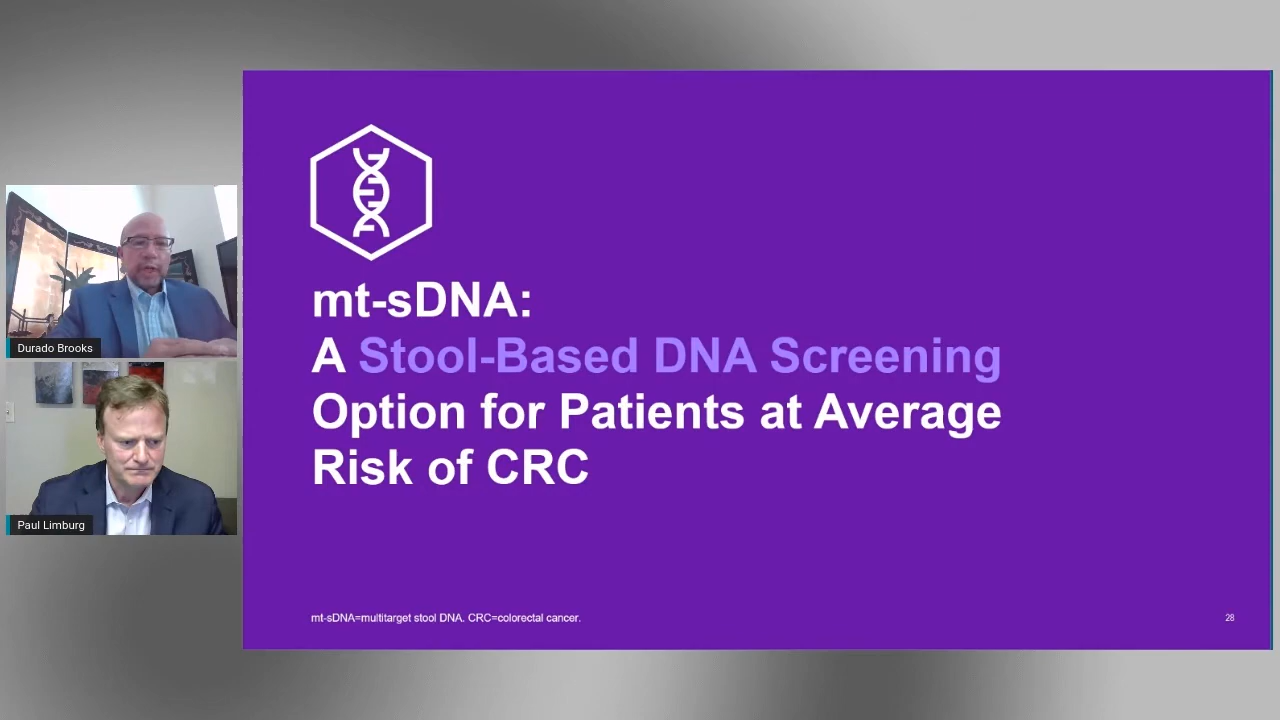 Durado Brooks
Paul Limburg
mt-sDNA:
A Stool-Based DNA Screening
Option for Patients at Average
Risk of CRC
mt-sDNA=multitarget stool DNA. CRC=colorectal cancer.
28